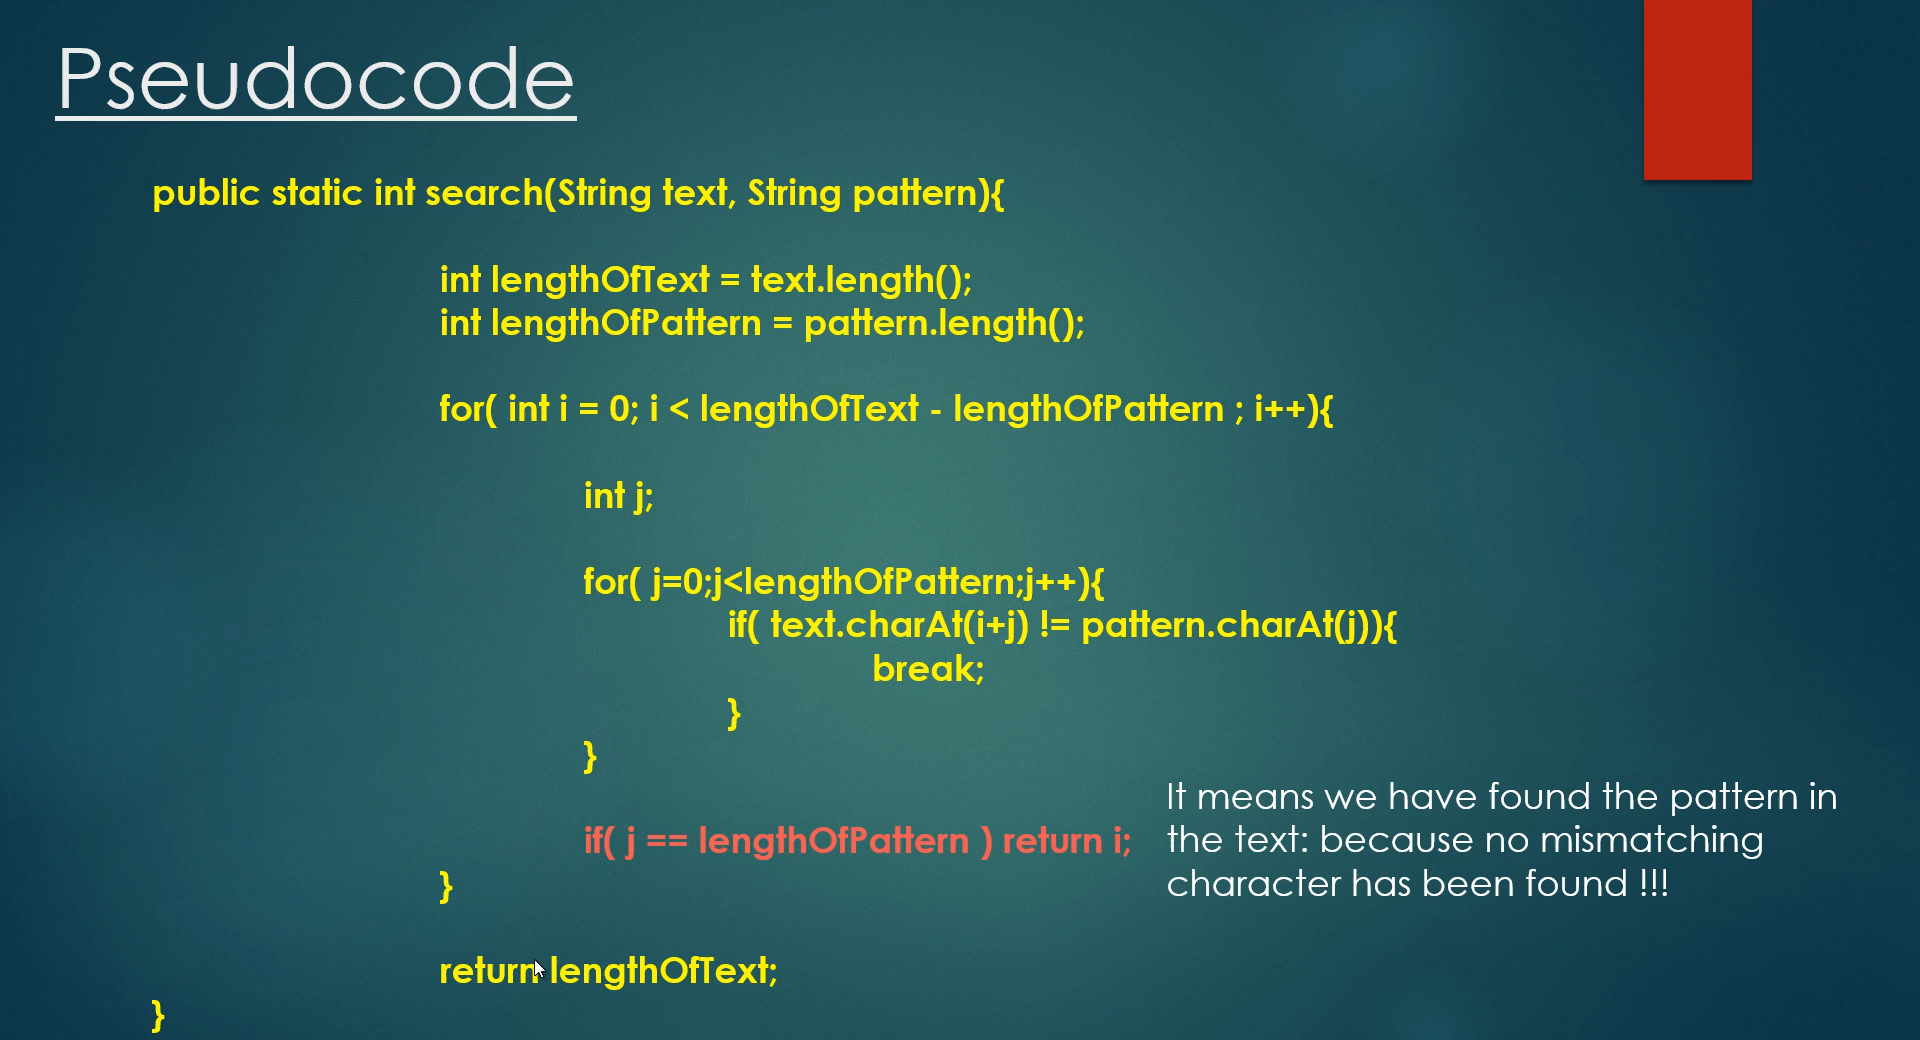 Pseudocode
public static int search(String text, String pattern){
int lengthOfText = text.length();
int lengthOfPattern = pattern.length();
for( int i = 0; i < lengthOfText - lengthOfPattern ; i++){
int j;
for( j=0;j<lengthOfPattern;j++){
if( text.charAt(i+j) != pattern.charAt(j)){
break;
}
}
if( j == lengthOfPattern ) return i;
It means we have found the pattern in
the text: because no mismatching
character has been found !!!
}
return lengthOfText;
}